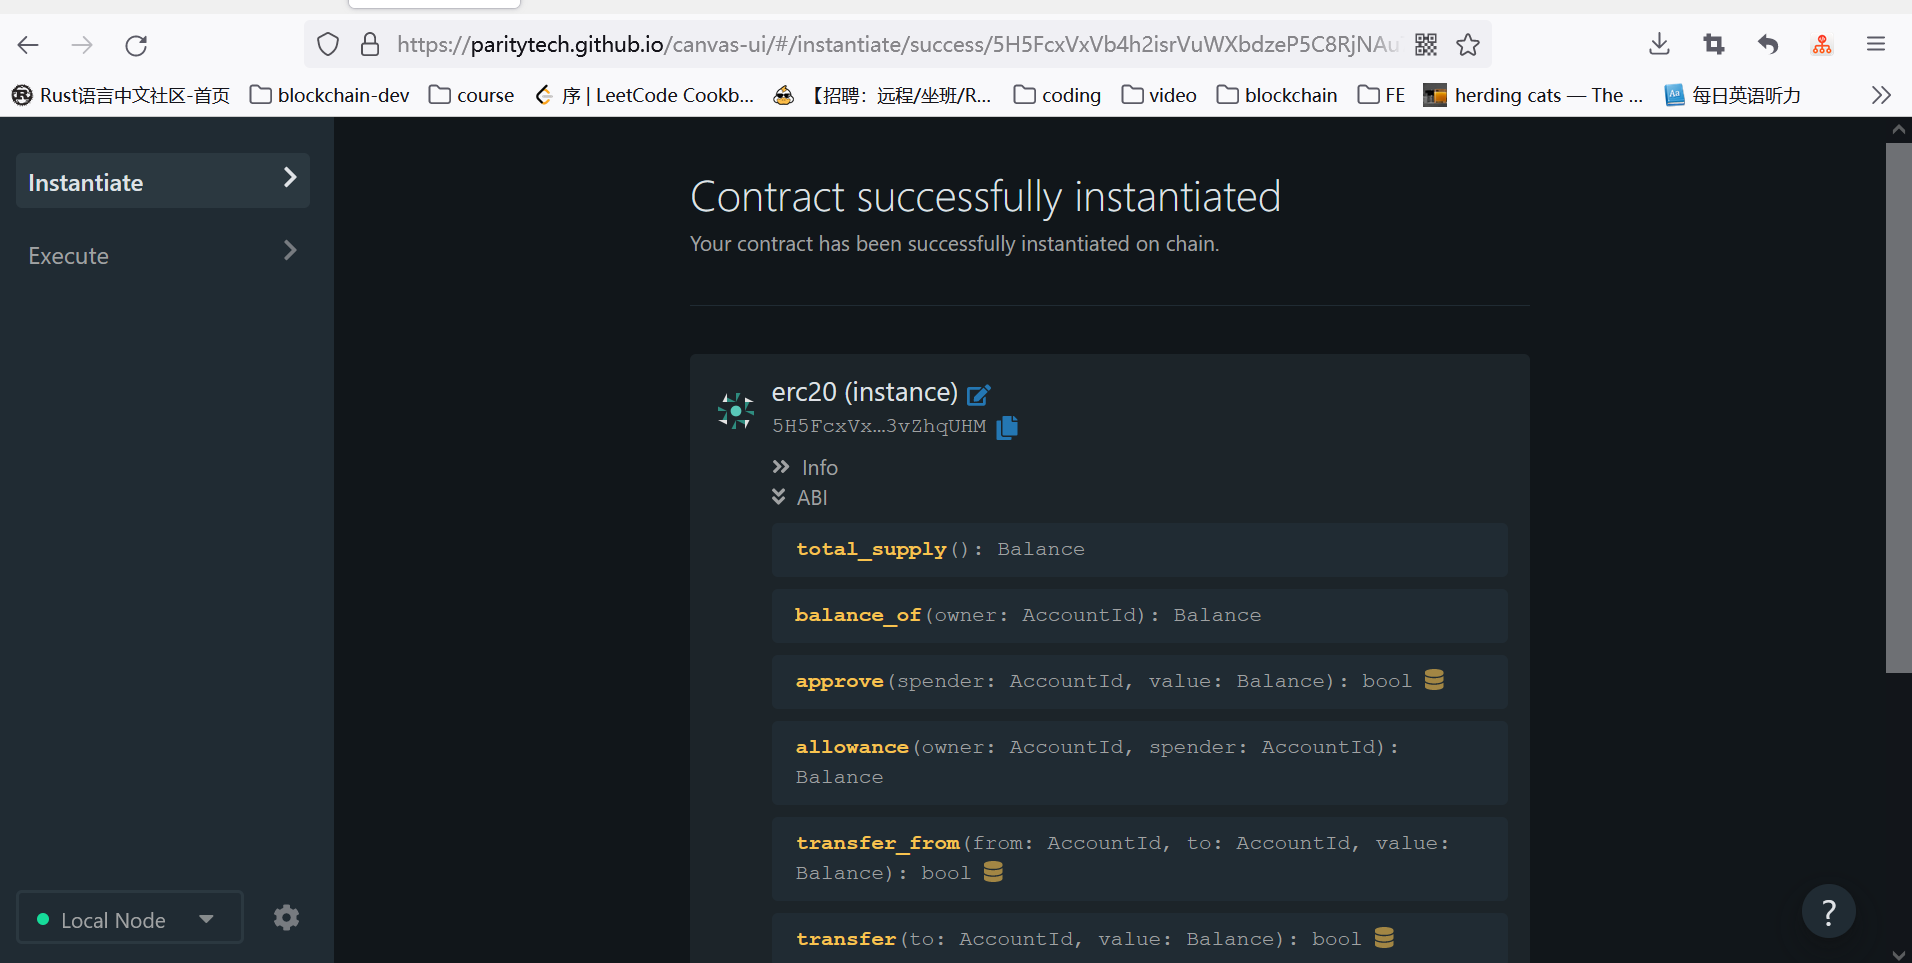 https://paritytech.github.io/canvas-ui/#/instantiate/success/5H5FcxVxVb4h2isrVuWXbdzeP5C8RjNAu
Rust语言中文社区-首页 blockchain-dev course 序 | LeetCode Cookb... 【招聘：远程/坐班/R... coding video blockchain FE herding cats — The ... 每日英语听力
Instantiate
Execute
Contract successfully instantiated
Your contract has been successfully instantiated on chain.
erc20 (instance)
5H5FcxVx…3vZhqUHM
Info
ABI
total_supply(): Balance
balance_of(owner: AccountId): Balance
approve(spender: AccountId, value: Balance): bool
allowance(owner: AccountId, spender: AccountId):
Balance
transfer_from(from: AccountId, to: AccountId, value:
Balance): bool
transfer(to: AccountId, value: Balance): bool
Local Node
?